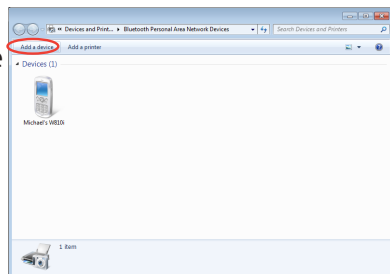 Devices and Print... Bluetooth Personal Area Network Devices Search Devices and Printers
Add a device Add a printer
e
Devices (1)
Michael's W810i
1 item